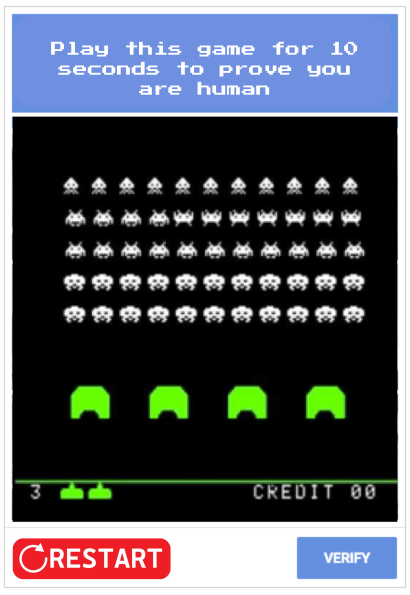 Play this game for 10
seconds to prove you
are human
3
CREDIT 00
RESTART
VERIFY